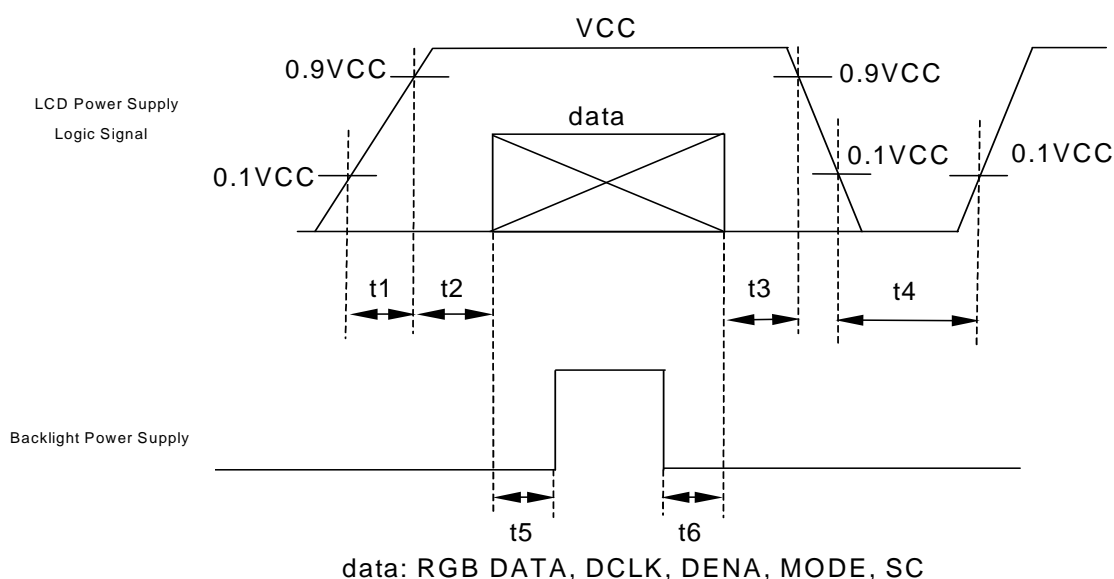 VCC
0.9VCC
0.9VCC
LCD Power Supply
Logic Signal
data
0.1VCC
0.1VCC
0.1VCC
t1
t2
t3
t4
Backlight Power Supply
t5
t6
data: RGB DATA, DCLK, DENA, MODE, SC